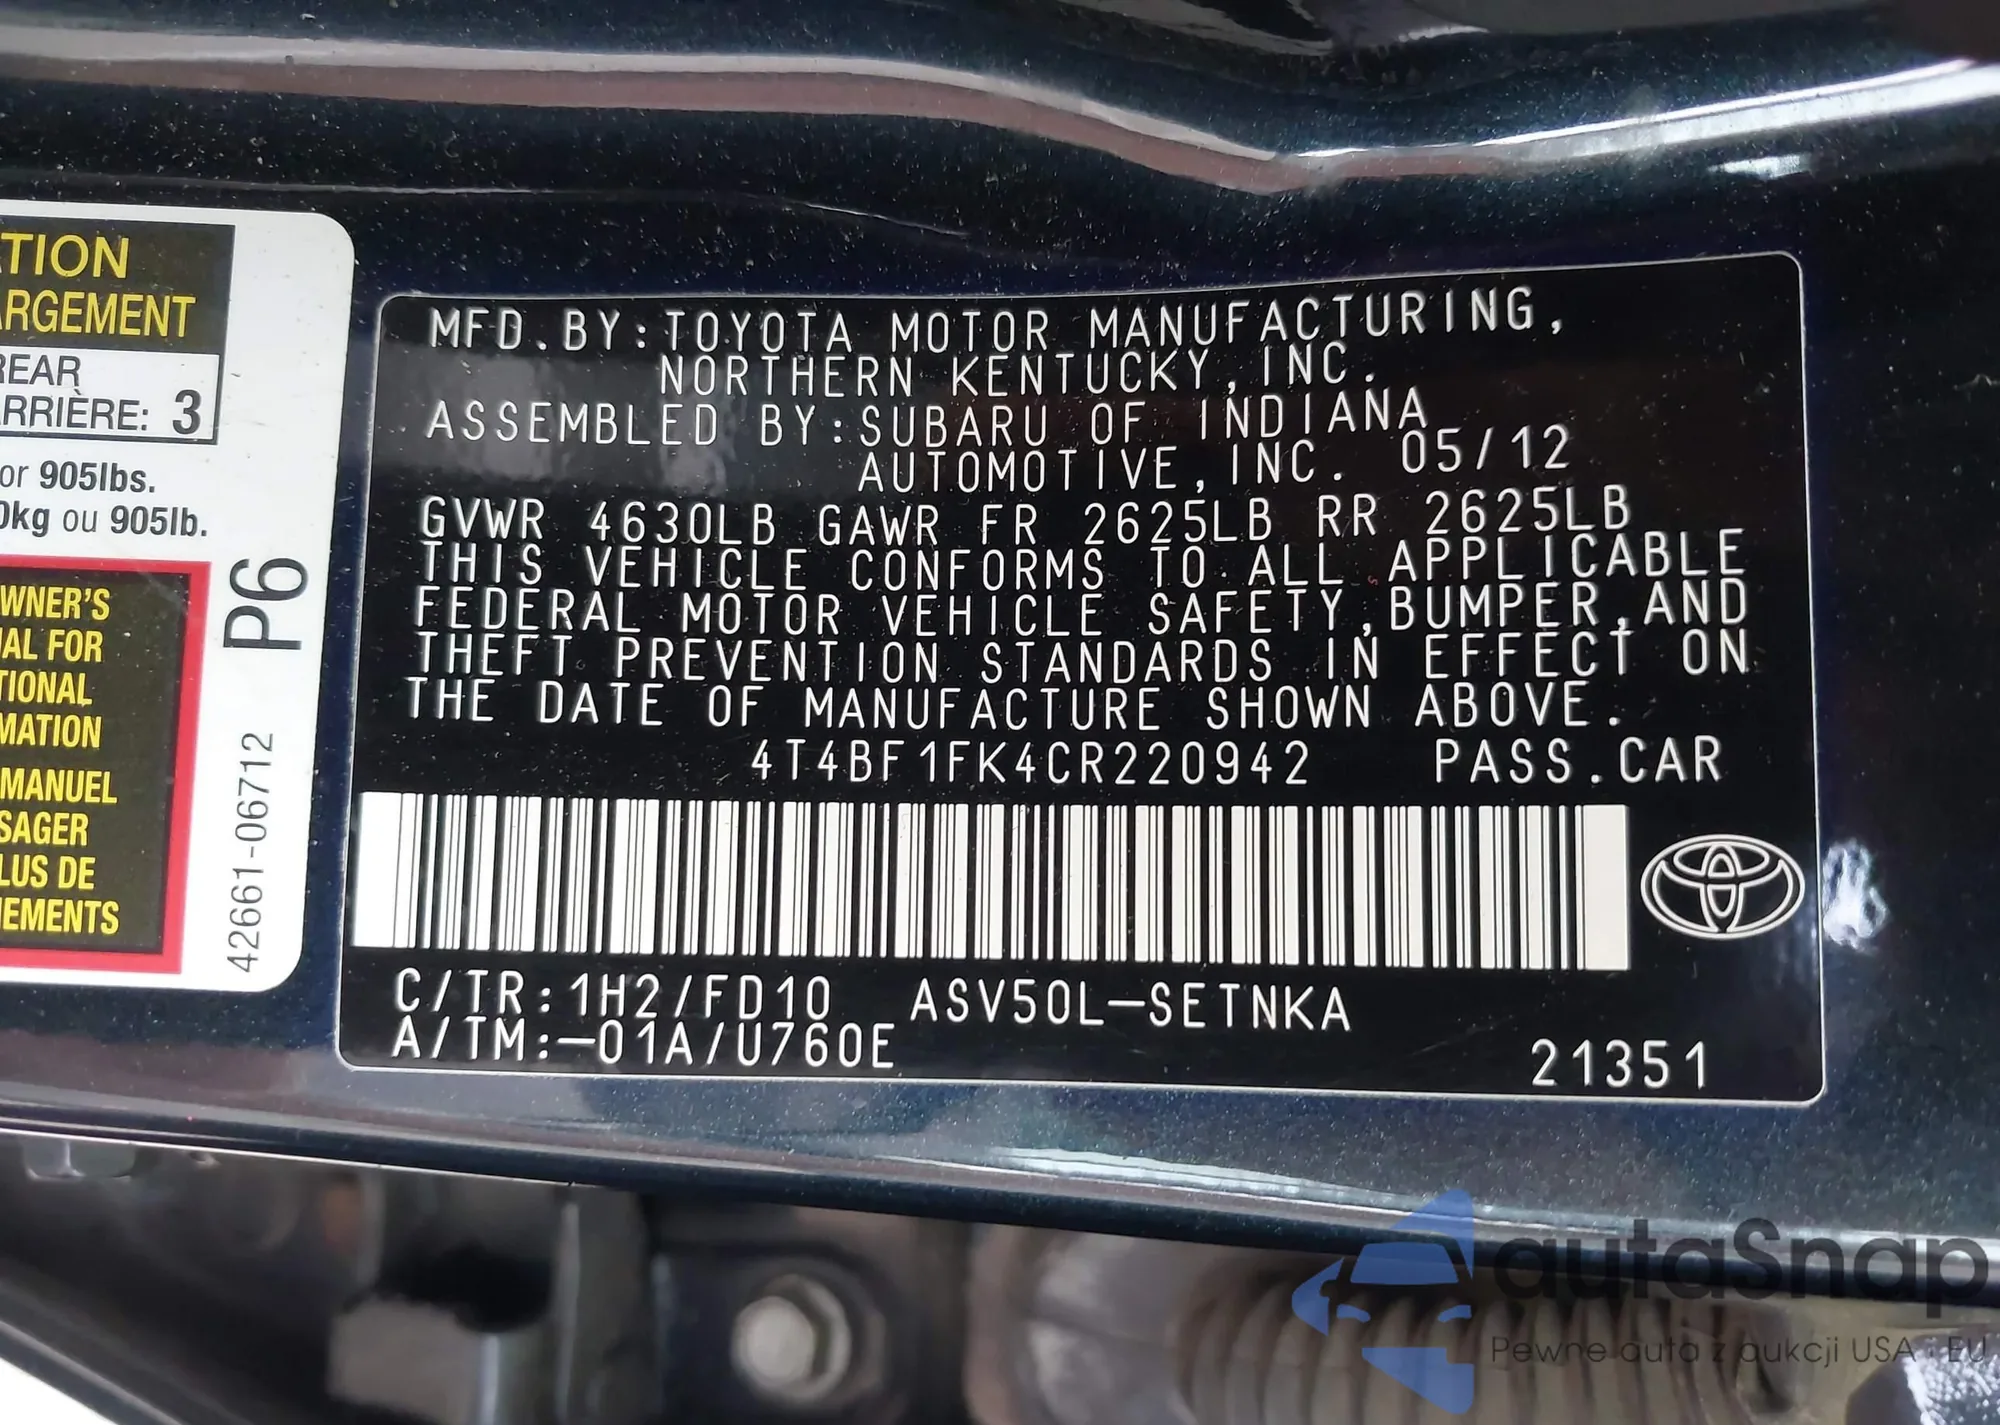 TION
ARGEMENT
REAR
ARRIÈRE: 3
or 905lbs.
0kg ou 905lb.
WNER'S
AL FOR
TIONAL
MATION
MANUEL
SAGER
LUS DE
NEMENTS
P6
42661-06712
MFD.BY:TOYOTA MOTOR MANUFACTURING,
NORTHERN KENTUCKY,INC.
ASSEMBLED BY:SUBARU OF INDIANA
AUTOMOTIVE,INC. 05/12
GVWR 4630LB GAWR FR 2625LB RR 2625LB
THIS VEHICLE CONFORMS TO ALL APPLICABLE
FEDERAL MOTOR VEHICLE SAFETY,BUMPER,AND
THEFT PREVENTION STANDARDS IN EFFECT ON
THE DATE OF MANUFACTURE SHOWN ABOVE.
4T4BF1FK4CR220942 PASS.CAR
C/TR:1H2/FD10 ASV50L-SETNKA
A/TM:-01A/U760E
21351
autaSnap
Pewne auta z aukcji USA i EU